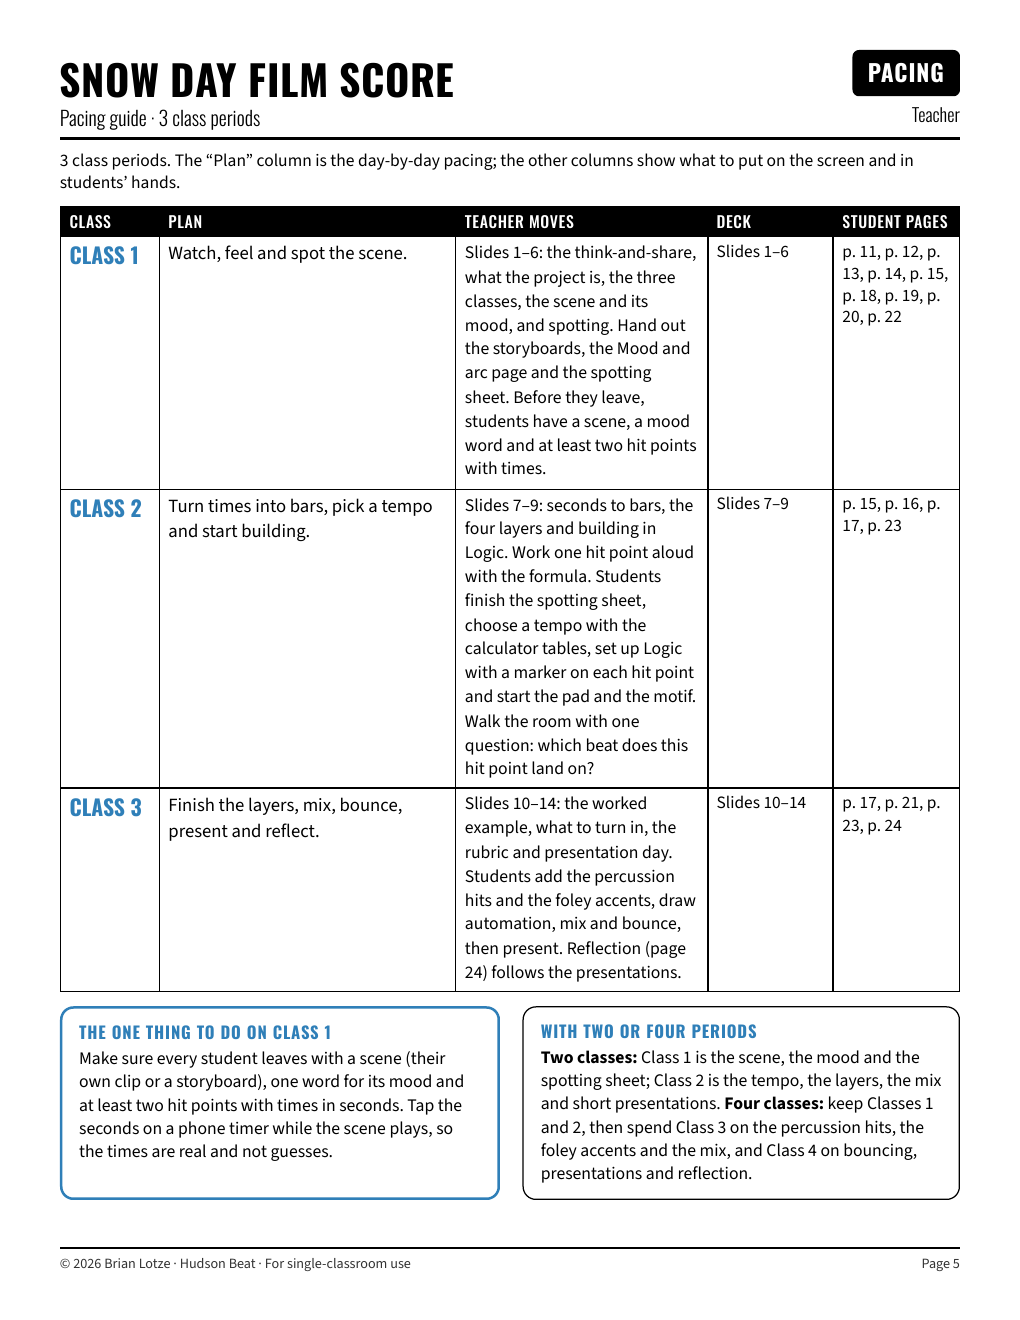 SNOW DAY FILM SCORE
PACING
Pacing guide · 3 class periods
Teacher
3 class periods. The “Plan” column is the day-by-day pacing; the other columns show what to put on the screen and in
students’ hands.
CLASS
PLAN
TEACHER MOVES
DECK
STUDENT PAGES
CLASS 1
Watch, feel and spot the scene.
Slides 1–6: the think-and-share,
what the project is, the three
classes, the scene and its
mood, and spotting. Hand out
the storyboards, the Mood and
arc page and the spotting
sheet. Before they leave,
students have a scene, a mood
word and at least two hit points
with times.
Slides 1–6
p. 11, p. 12, p.
13, p. 14, p. 15,
p. 18, p. 19, p.
20, p. 22
CLASS 2
Turn times into bars, pick a tempo
and start building.
Slides 7–9: seconds to bars, the
four layers and building in
Logic. Work one hit point aloud
with the formula. Students
finish the spotting sheet,
choose a tempo with the
calculator tables, set up Logic
with a marker on each hit point
and start the pad and the motif.
Walk the room with one
question: which beat does this
hit point land on?
Slides 7–9
p. 15, p. 16, p.
17, p. 23
CLASS 3
Finish the layers, mix, bounce,
present and reflect.
Slides 10–14: the worked
example, what to turn in, the
rubric and presentation day.
Students add the percussion
hits and the foley accents, draw
automation, mix and bounce,
then present. Reflection (page
24) follows the presentations.
Slides 10–14
p. 17, p. 21, p.
23, p. 24
THE ONE THING TO DO ON CLASS 1
Make sure every student leaves with a scene (their
own clip or a storyboard), one word for its mood and
at least two hit points with times in seconds. Tap the
seconds on a phone timer while the scene plays, so
the times are real and not guesses.
WITH TWO OR FOUR PERIODS
Two classes: Class 1 is the scene, the mood and the
spotting sheet; Class 2 is the tempo, the layers, the mix
and short presentations. Four classes: keep Classes 1
and 2, then spend Class 3 on the percussion hits, the
foley accents and the mix, and Class 4 on bouncing,
presentations and reflection.
© 2026 Brian Lotze · Hudson Beat · For single-classroom use
Page 5